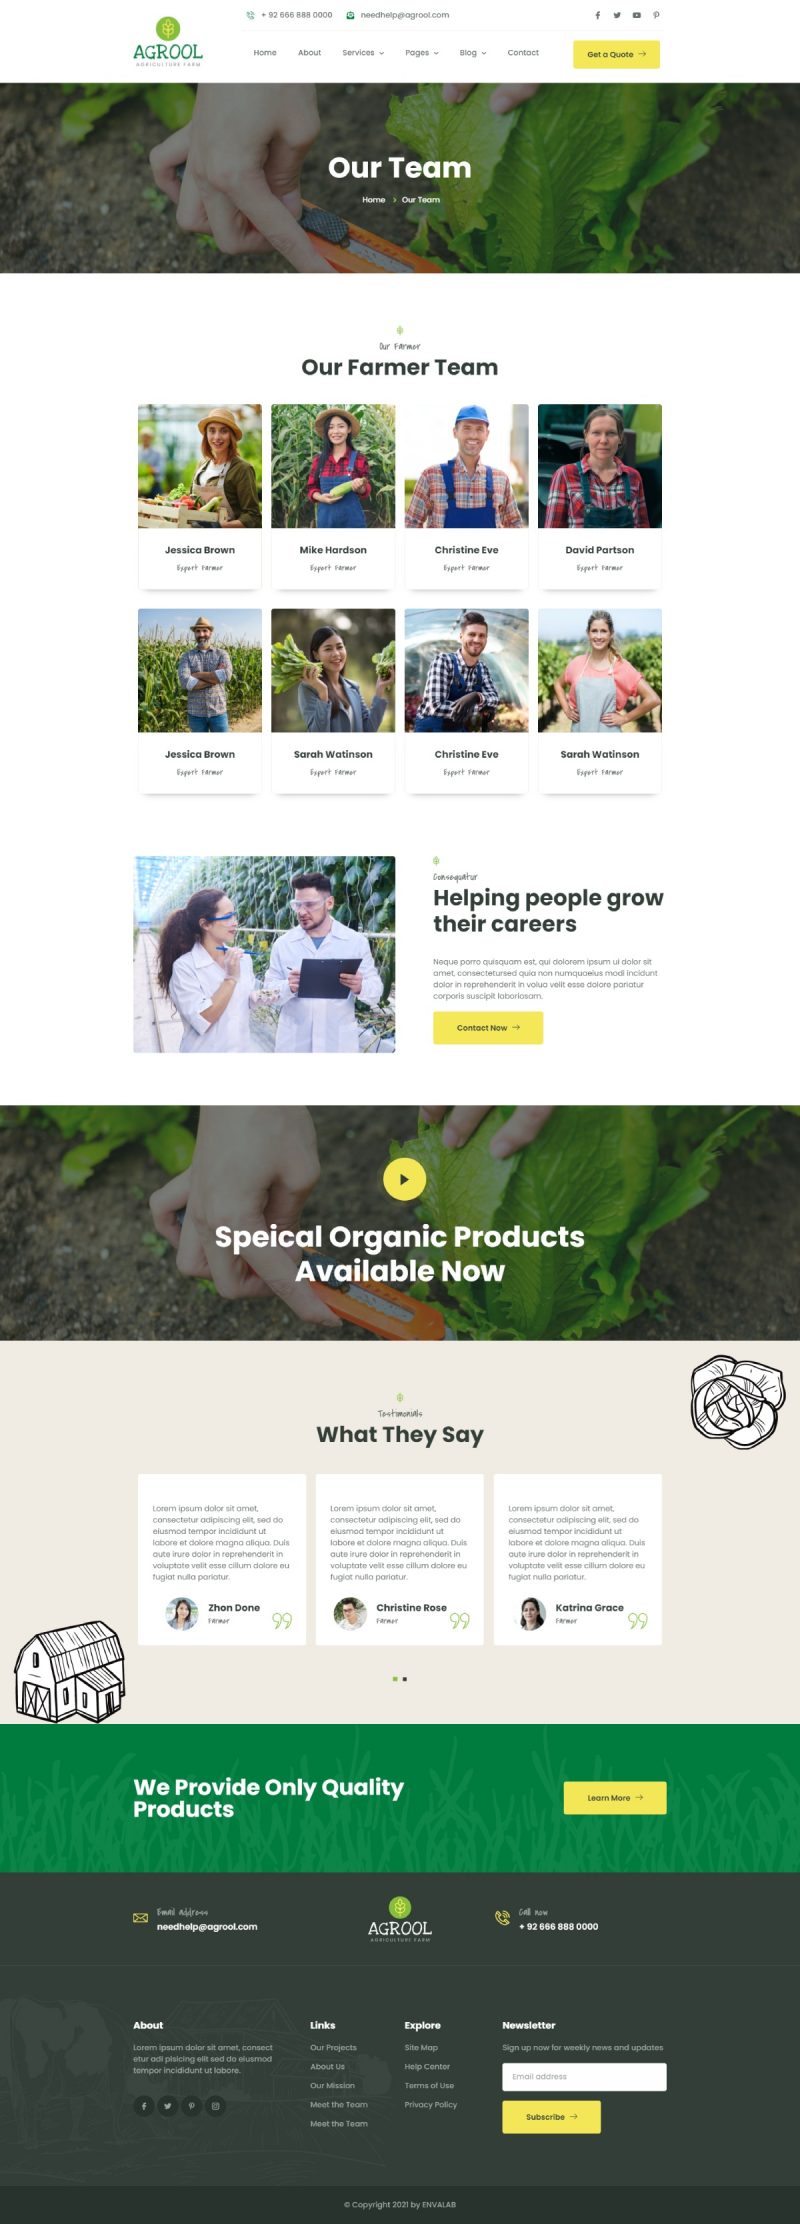 + 92 666 888 0000
needhelp@agrool.com
AGROOL
AGRICULTURE FARM
Home
About
Services
Pages
Blog
Contact
Get a Quote
Our Team
Home
Our Team
Our Farmer
Our Farmer Team
Jessica Brown
Expert Farmer
Mike Hardson
Expert Farmer
Christine Eve
Expert Farmer
David Partson
Expert Farmer
Jessica Brown
Expert Farmer
Sarah Watinson
Expert Farmer
Christine Eve
Expert Farmer
Sarah Watinson
Expert Farmer
Consequatur
Helping people grow
their careers
Neque porro quisquam est, qui dolorem ipsum ui dolor sit
amet, consectetursed quia non numquaeius modi incidunt
dolor in reprehenderit in volua velit esse dolore pariatur
corporis suscipit laboriosam.
Contact Now
Speical Organic Products
Available Now
Testimonials
What They Say
Lorem ipsum dolor sit amet,
consectetur adipiscing elit, sed do
eiusmod tempor incididunt ut
labore et dolore magna aliqua. Duis
aute irure dolor in reprehenderit in
voluptate velit esse cillum dolore eu
fugiat nulla pariatur.
Zhon Done
Farmer
Lorem ipsum dolor sit amet,
consectetur adipiscing elit, sed do
eiusmod tempor incididunt ut
labore et dolore magna aliqua. Duis
aute irure dolor in reprehenderit in
voluptate velit esse cillum dolore eu
fugiat nulla pariatur.
Christine Rose
Farmer
Lorem ipsum dolor sit amet,
consectetur adipiscing elit, sed do
eiusmod tempor incididunt ut
labore et dolore magna aliqua. Duis
aute irure dolor in reprehenderit in
voluptate velit esse cillum dolore eu
fugiat nulla pariatur.
Katrina Grace
Farmer
We Provide Only Quality
Products
Learn More
Email address
needhelp@agrool.com
AGROOL
AGRICULTURE FARM
Call now
+ 92 666 888 0000
About
Lorem ipsum dolor sit amet, consect
etur adi pisicing elit sed do eiusmod
tempor incididunt ut labore.
Links
Our Projects
About Us
Our Mission
Meet the Team
Meet the Team
Explore
Site Map
Help Center
Terms of Use
Privacy Policy
Newsletter
Sign up now for weekly news and updates
Email address
Subscribe
© Copyright 2021 by ENVALAB